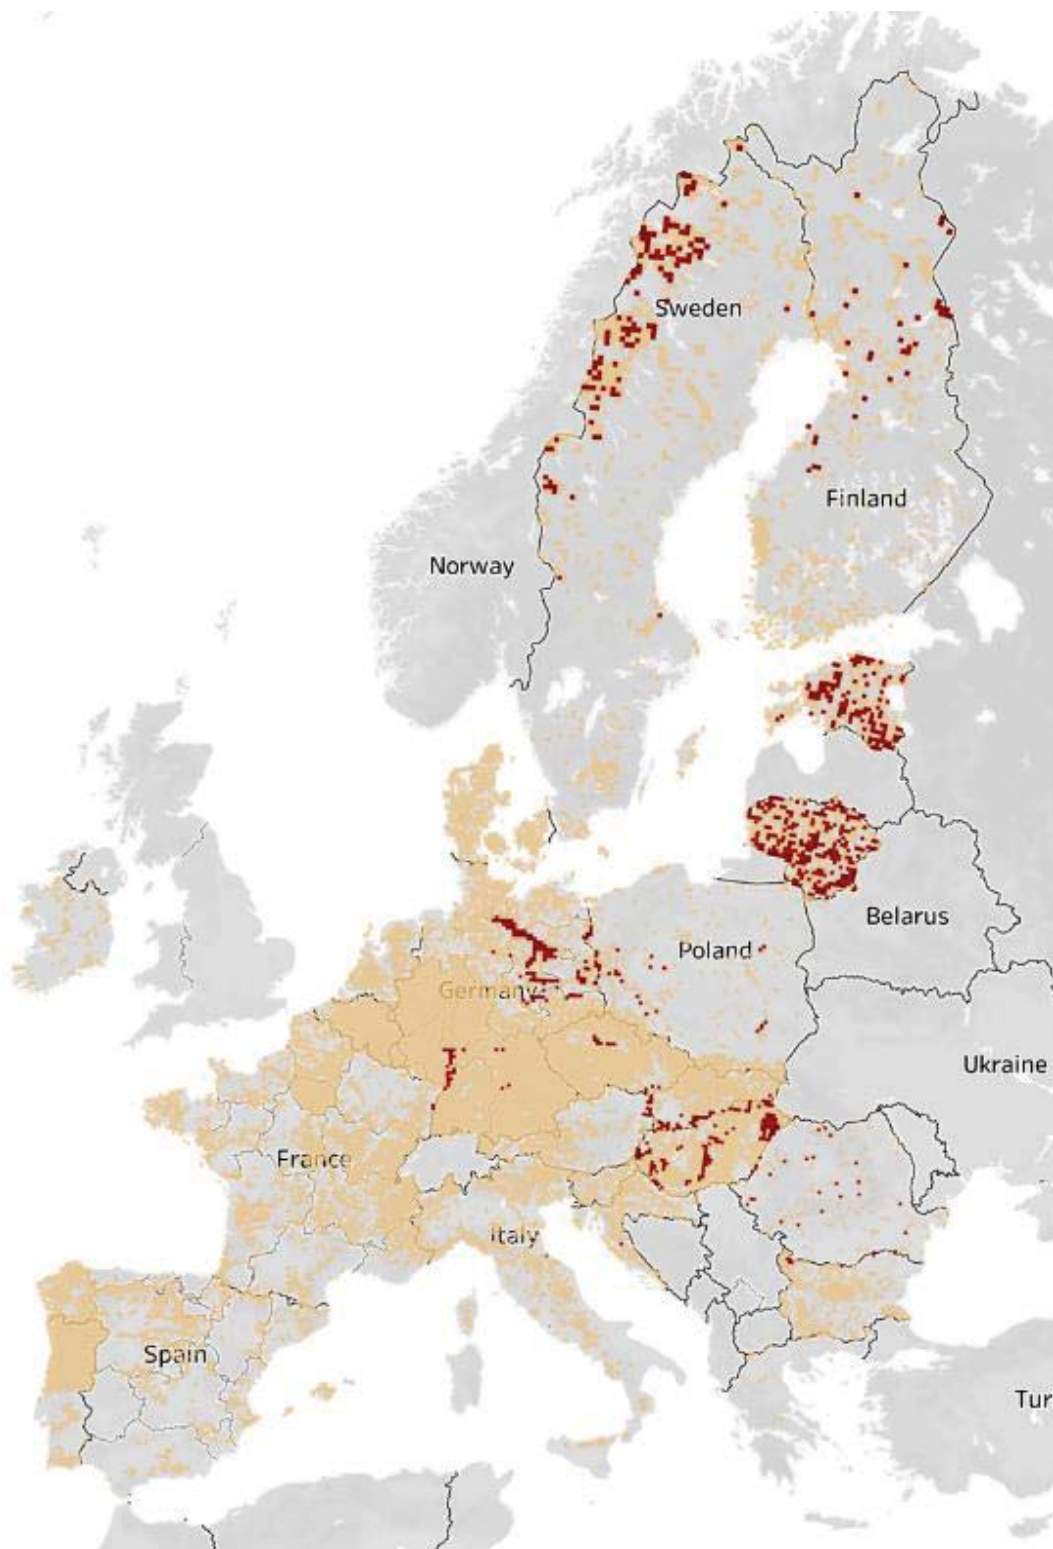 Sweden
Finland
Norway
Belarus
Poland
Germany
Ukraine
France
Italy
Spain
Tur